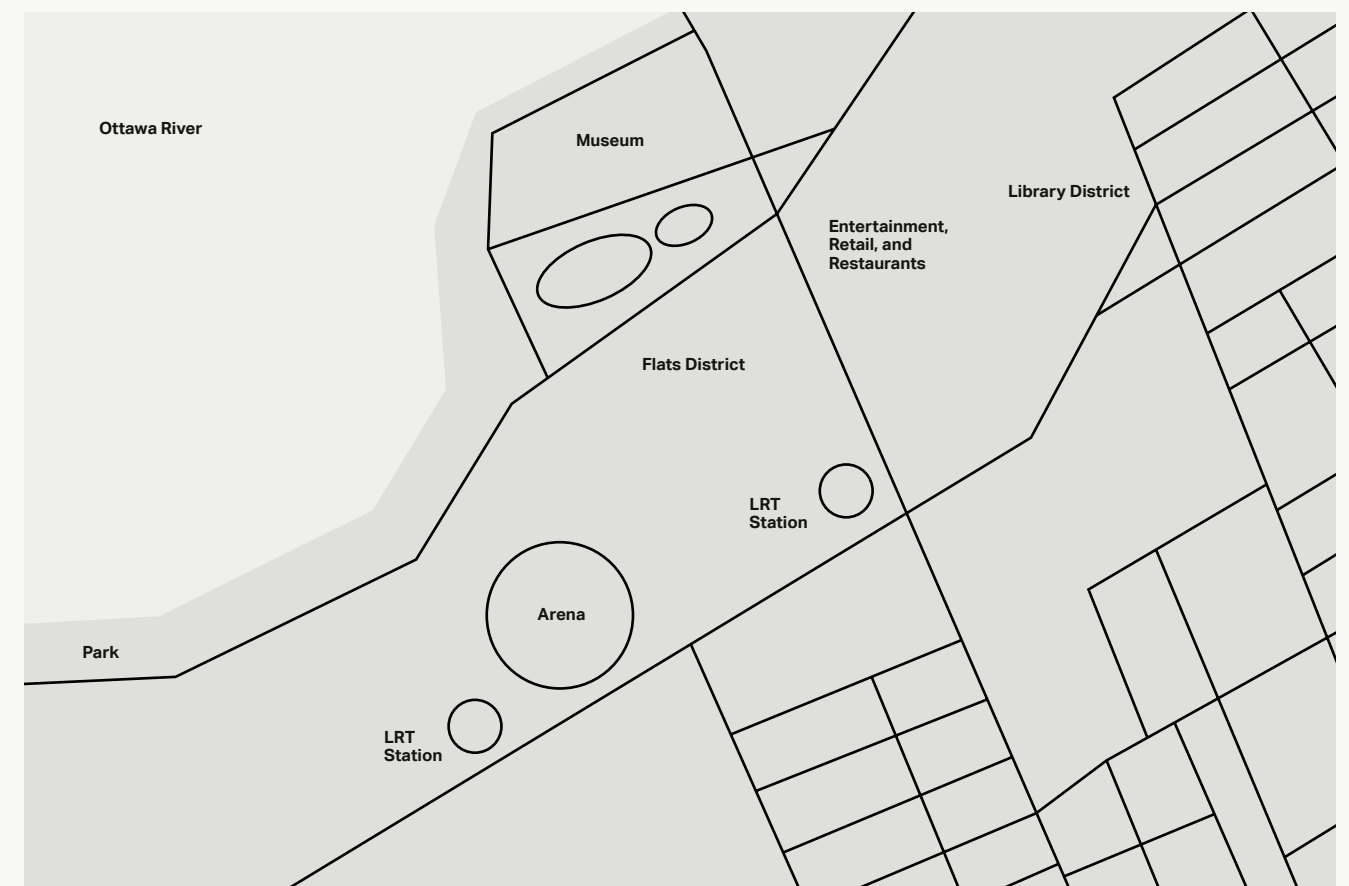 Ottawa River
Museum
Library District
Entertainment,
Retail, and
Restaurants
Flats District
LRT
Station
Arena
Park
LRT
Station